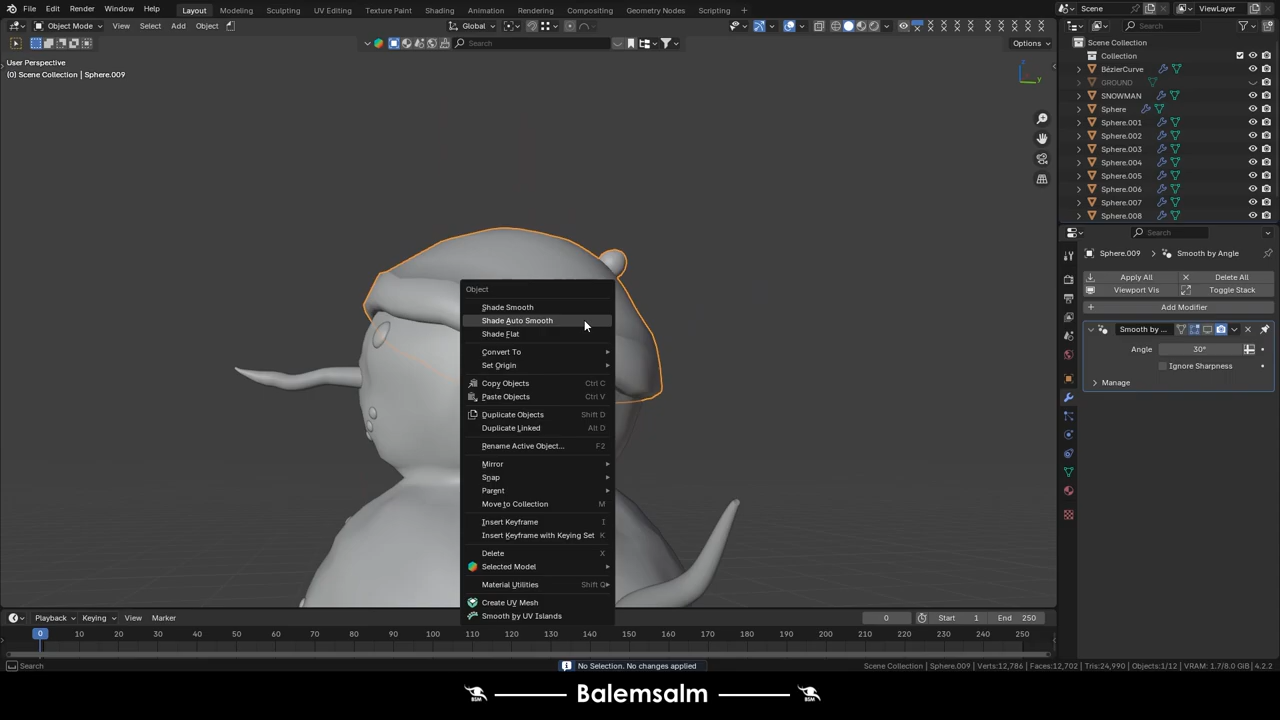 File Edit Render Window Help
Layout Modeling Sculpting UV Editing Texture Paint Shading Animation Rendering Compositing Geometry Nodes Scripting
Scene ViewLayer
Object Mode View Select Add Object Global
Search
Search
Options
User Perspective
(0) Scene Collection | Sphere.009
Z
Y
Scene Collection
Collection
BézierCurve
GROUND
SNOWMAN
Sphere
Sphere.001
Sphere.002
Sphere.003
Sphere.004
Sphere.005
Sphere.006
Sphere.007
Sphere.008
Search
Sphere.009 > Smooth by Angle
Apply All Delete All
Viewport Vis Toggle Stack
Add Modifier
Smooth by ...
Angle 30°
Ignore Sharpness
Manage
Object
Shade Smooth
Shade Auto Smooth
Shade Flat
Convert To
Set Origin
Copy Objects Ctrl C
Paste Objects Ctrl V
Duplicate Objects Shift D
Duplicate Linked Alt D
Rename Active Object... F2
Mirror
Snap
Parent
Move to Collection M
Insert Keyframe I
Insert Keyframe with Keying Set K
Delete X
Selected Model
Material Utilities Shift Q
Create UV Mesh
Smooth by UV Islands
Playback Keying View Marker
0 Start 1 End 250
0 10 20 30 40 50 60 70 80 90 100 110 120 130 140 150 160 170 180 190 200 210 220 230 240 250
Search
No Selection. No changes applied
Scene Collection | Sphere.009 | Verts:12,786 | Faces:12,702 | Tris:24,990 | Objects:1/12 | VRAM: 1.7/8.0 GiB | 4.2.2
BSM Balemsalm BSM